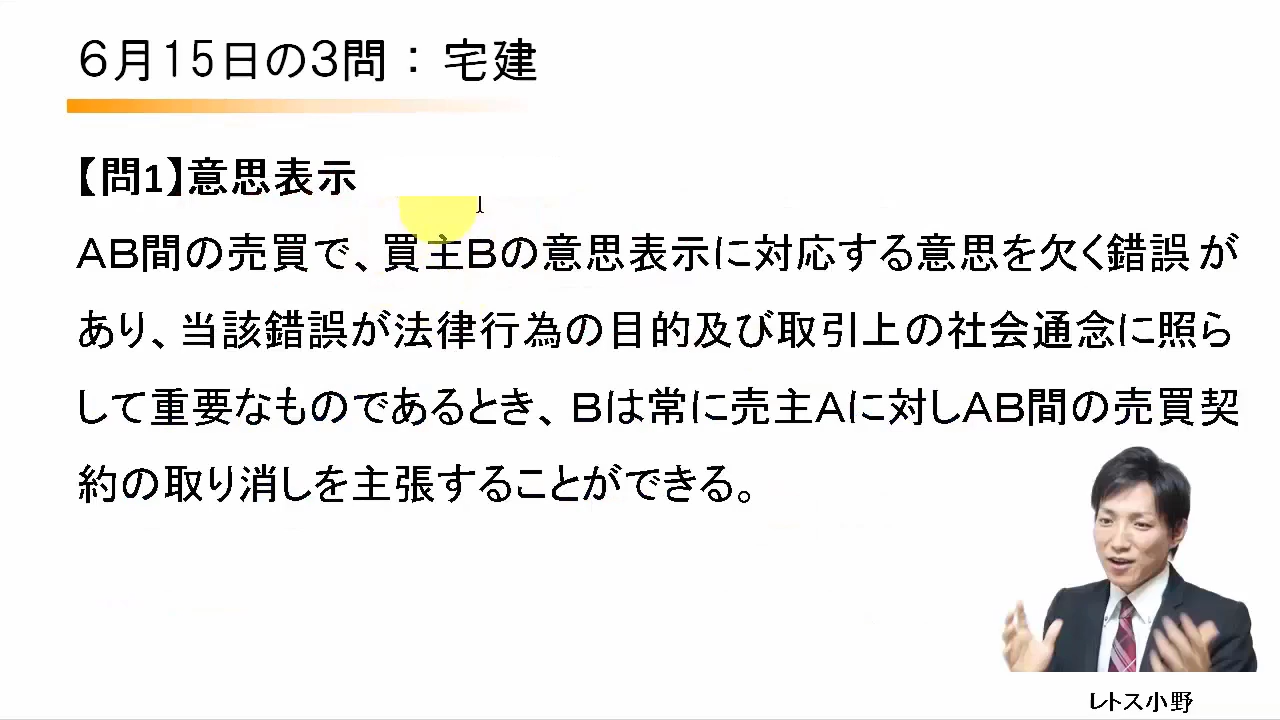 ６月15日の３問：宅建
【問1】意思表示
ＡＢ間の売買で、買主Ｂの意思表示に対応する意思を欠く錯誤が
あり、当該錯誤が法律行為の目的及び取引上の社会通念に照ら
して重要なものであるとき、Ｂは常に売主Ａに対しＡＢ間の売買契
約の取り消しを主張することができる。
レトス小野